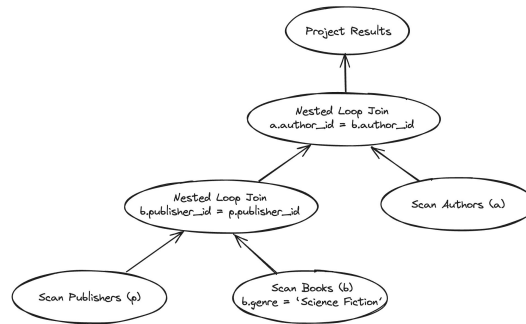 Project Results
Nested Loop Join
a.author_id = b.author_id
Nested Loop Join
b.publisher_id = p.publisher_id
Scan Authors (a)
Scan Publishers (p)
Scan Books (b)
b.genre = 'Science Fiction'